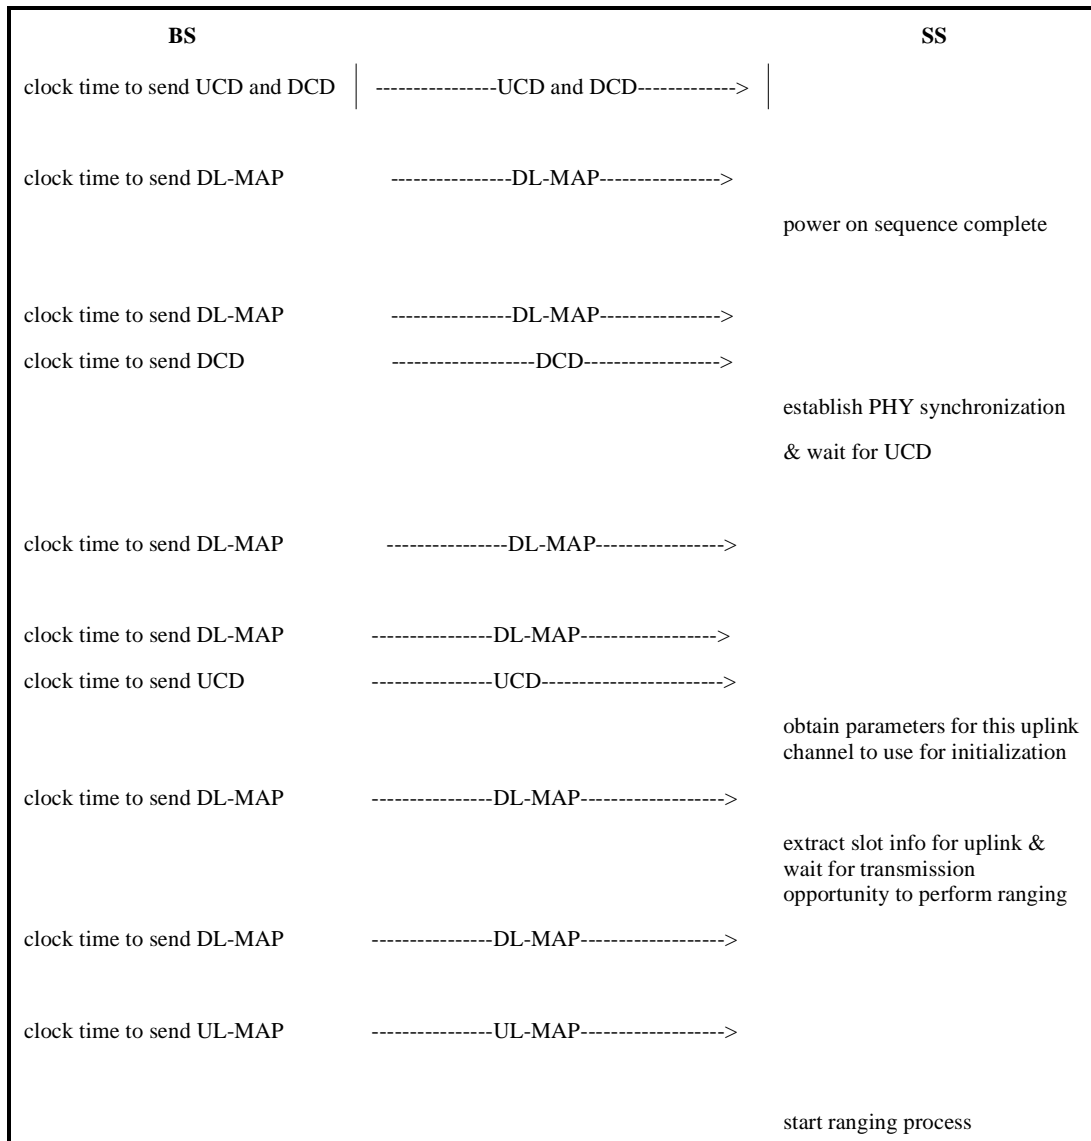 BS SS
clock time to send UCD and DCD ----------------UCD and DCD------------->
clock time to send DL-MAP ----------------DL-MAP---------------->
power on sequence complete
clock time to send DL-MAP ----------------DL-MAP---------------->
clock time to send DCD -------------------DCD------------------>
establish PHY synchronization
& wait for UCD
clock time to send DL-MAP ----------------DL-MAP----------------->
clock time to send DL-MAP ----------------DL-MAP------------------>
clock time to send UCD ----------------UCD------------------------>
obtain parameters for this uplink
channel to use for initialization
clock time to send DL-MAP ----------------DL-MAP------------------->
extract slot info for uplink &
wait for transmission
opportunity to perform ranging
clock time to send DL-MAP ----------------DL-MAP------------------->
clock time to send UL-MAP ----------------UL-MAP------------------->
start ranging process